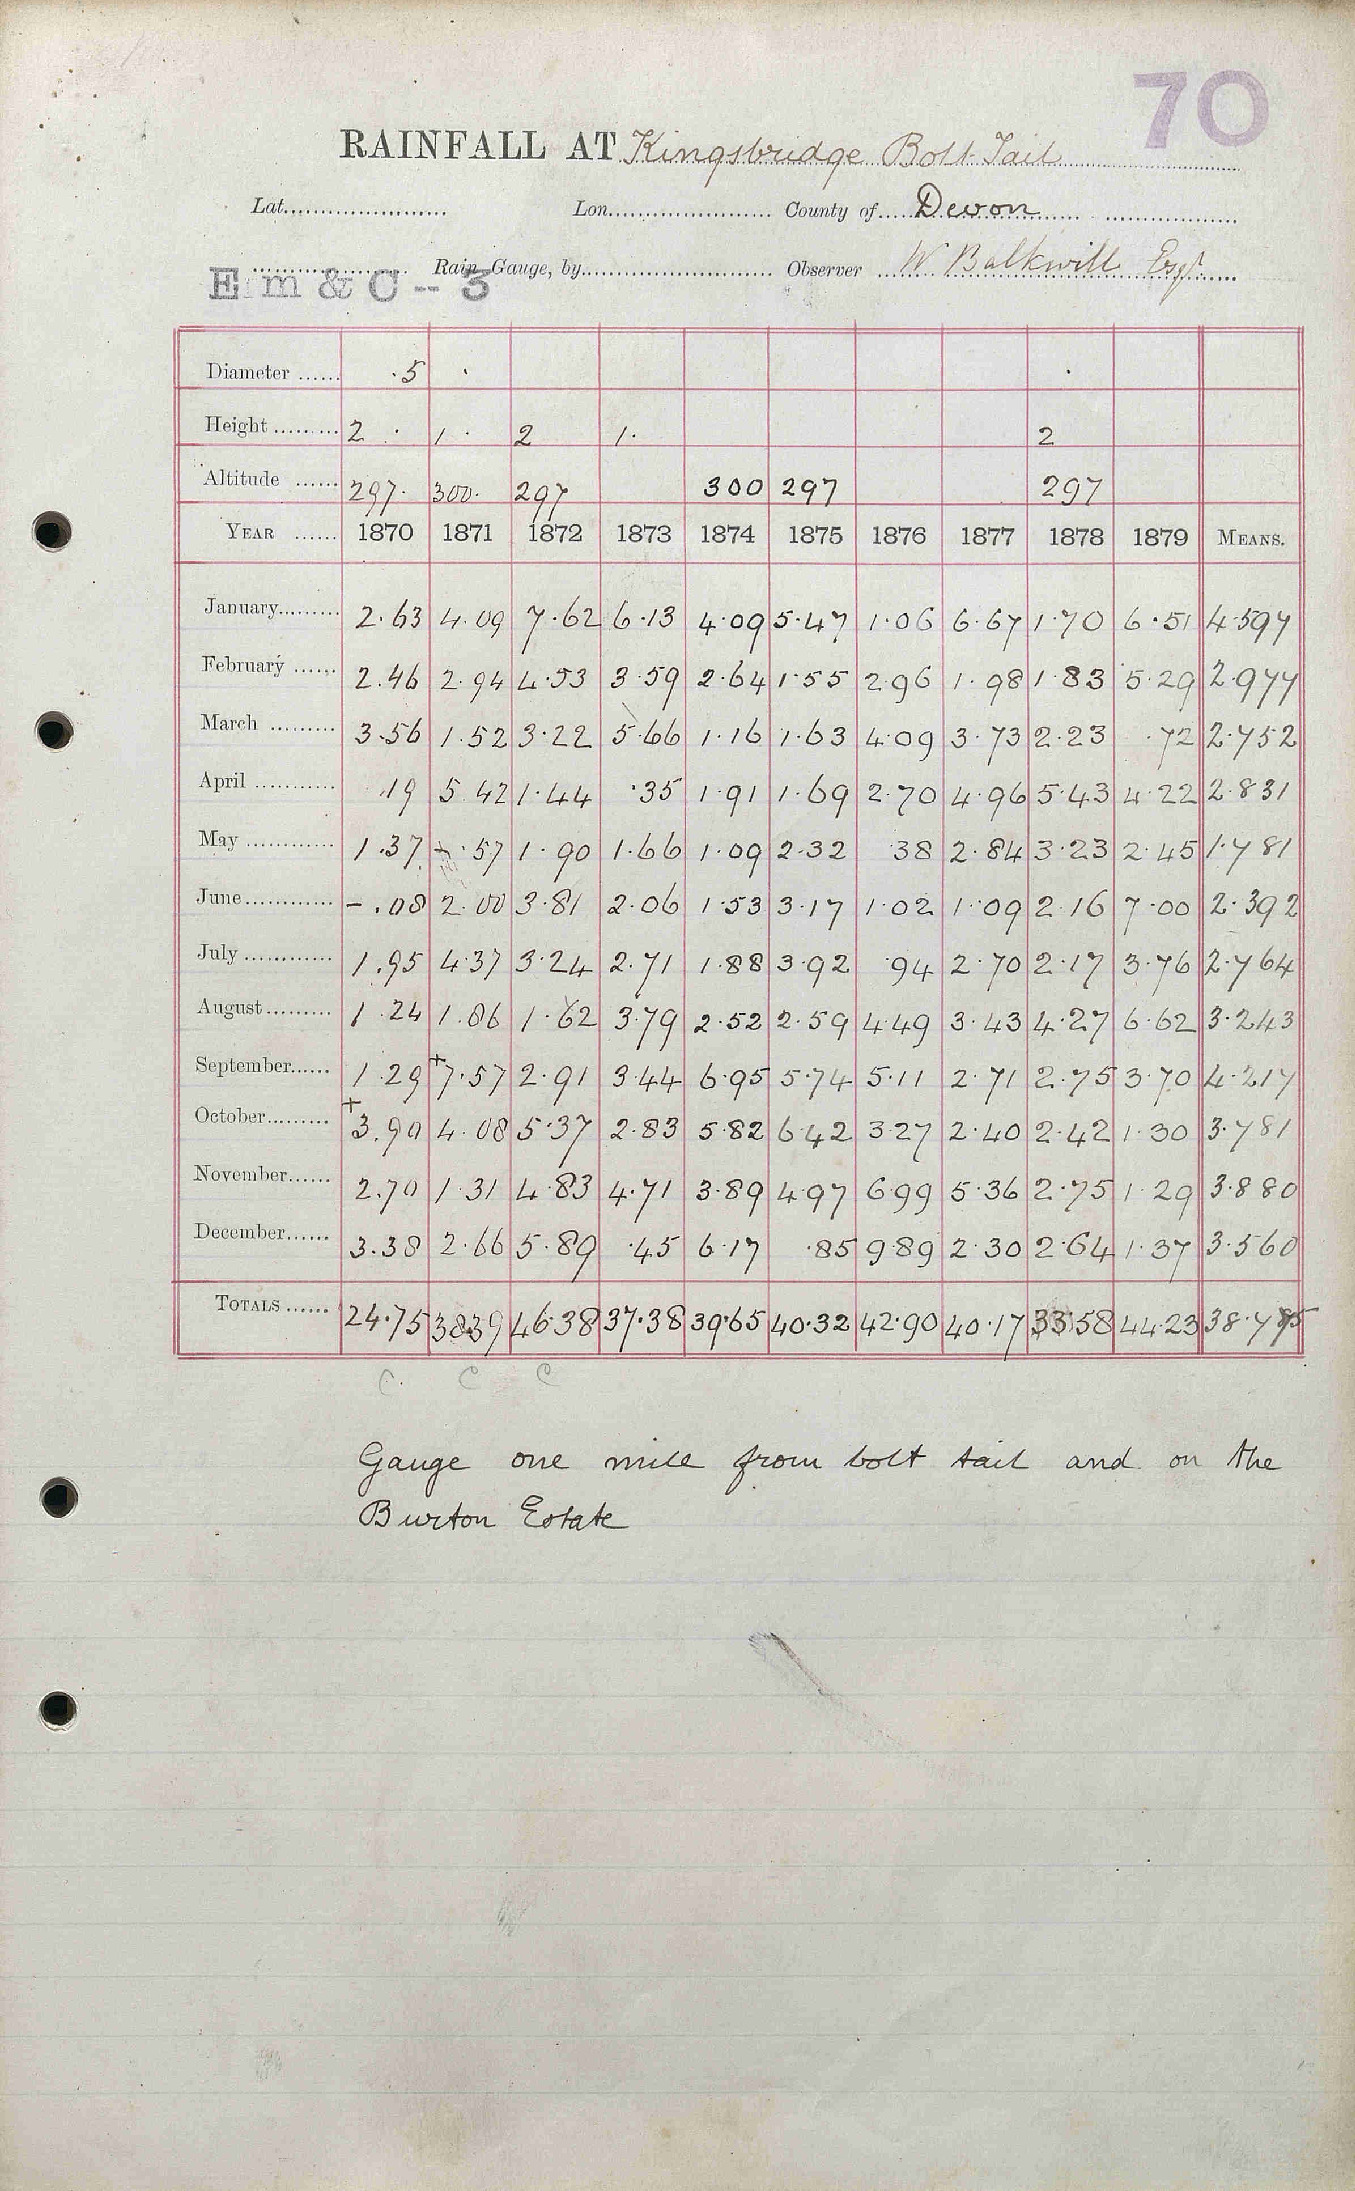 70
RAINFALL AT Kingsbridge Bolt Tail
Lat. Lon. County of Devon
Rain Gauge, by Observer W Balkwill Esqr
E m & C -- 3
Diameter ...... .5
Height ......... 2 1 2 1 2
Altitude ...... 297 300 297 300 297 297
YEAR ...... 1870 1871 1872 1873 1874 1875 1876 1877 1878 1879 MEANS.
January......... 2.63 4.09 7.62 6.13 4.09 5.47 1.06 6.67 1.70 6.51 4.597
February ...... 2.46 2.94 4.53 3.59 2.64 1.55 2.96 1.98 1.83 5.29 2.977
March ......... 3.56 1.52 3.22 5.66 1.16 1.63 4.09 3.73 2.23 .72 2.752
April ............ .19 5.42 1.44 .35 1.91 1.69 2.70 4.96 5.43 4.22 2.831
May ............. 1.37 - .57 1.90 1.66 1.09 2.32 38 2.84 3.23 2.45 1.781
June............ - .08 2.00 3.81 2.06 1.53 3.17 1.02 1.09 2.16 7.00 2.392
July ............. 1.95 4.37 3.24 2.71 1.88 3.92 .94 2.70 2.17 3.76 2.764
August......... 1.24 1.86 1.62 3.79 2.52 2.59 4.49 3.43 4.27 6.62 3.243
September...... 1.29 +7.57 2.91 3.44 6.95 5.74 5.11 2.71 2.75 3.70 4.217
October......... +3.90 4.08 5.37 2.83 5.82 6.42 3.27 2.40 2.42 1.30 3.781
November...... 2.70 1.31 4.83 4.71 3.89 4.97 6.99 5.36 2.75 1.29 3.880
December...... 3.38 2.66 5.89 .45 6.17 .85 9.89 2.30 2.64 1.37 3.560
TOTALS ...... 24.75 38.39 46.38 37.38 39.65 40.32 42.90 40.17 33.58 44.23
C C C
Gauge one mile from bolt tail and on the
Burton Estate